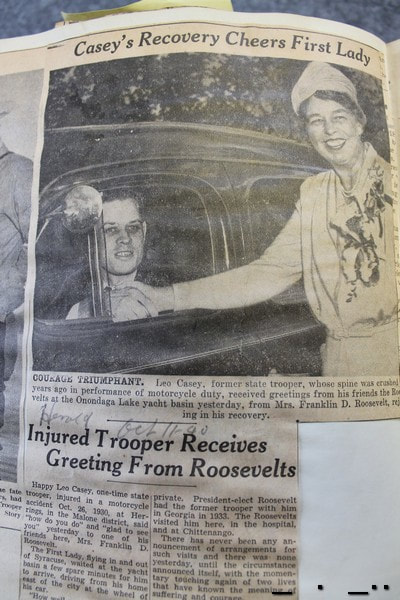 Casey's Recovery Cheers First Lady
COURAGE TRIUMPHANT. Leo Casey, former state trooper, whose spine was crushed
years ago in performance of motorcycle duty, received greetings from his friends the Roo
velts at the Onondaga Lake yacht basin yesterday, from Mrs. Franklin D. Roosevelt, rej
ing in his recovery.
Herald Oct
Injured Trooper Receives
Greeting From Roosevelts
Happy Leo Casey, one-time state
trooper, injured in a motorcycle
accident Oct. 26, 1930, at Her-
rings, in the Malone district, said
"how do you do" and "glad to see
you" yesterday to one of his
friends here, Mrs. Franklin D.
Roosevelt.
The First Lady, flying in and out
of Syracuse, waited at the yacht
basin a few spare minutes for him
to arrive, driving from his home
east of the city at the wheel of
his car.
private. President-elect Roosevelt
had the former trooper with him
in Georgia in 1933. The Roosevelts
visited him here, in the hospital,
and at Chittenango.
There has never been any an-
nouncement of arrangements for
such visits and there was none
yesterday, until the circumstance
announced itself, with the momen-
tary touching again of two lives
that have known the meaning of
suffering and courage.